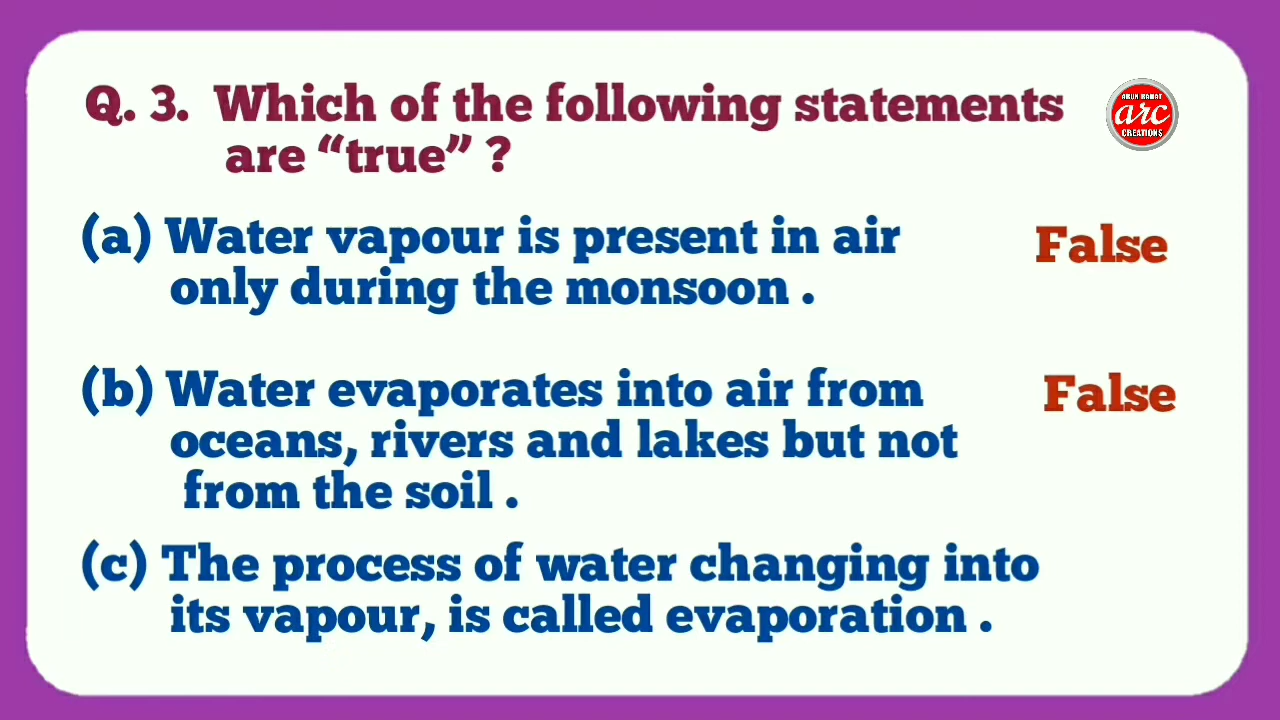 Q. 3. Which of the following statements
are “true” ?
ARUN RAWAT
arc
CREATIONS
(a) Water vapour is present in air
only during the monsoon .
False
(b) Water evaporates into air from
oceans, rivers and lakes but not
from the soil .
False
(c) The process of water changing into
its vapour, is called evaporation .